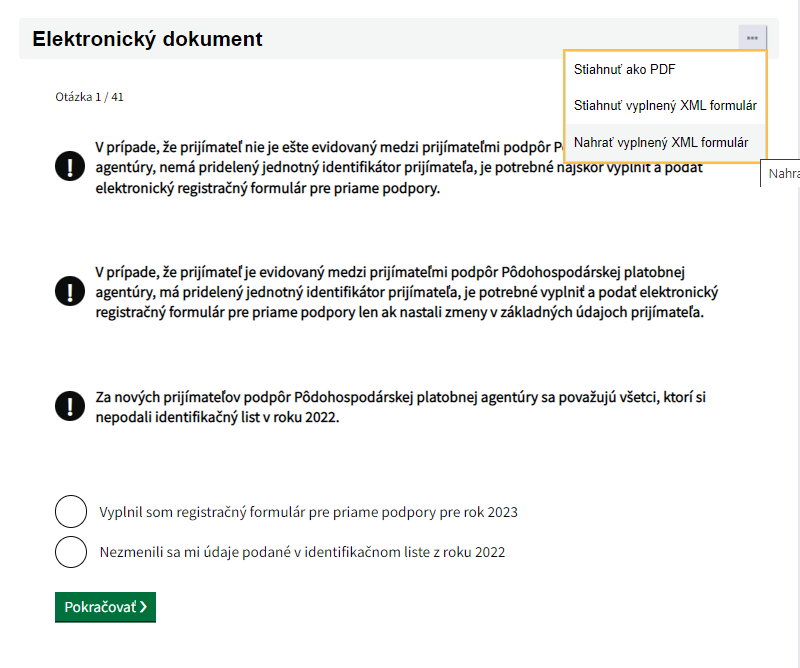 Elektronický dokument
...
Stiahnuť ako PDF
Stiahnuť vyplnený XML formulár
Nahrať vyplnený XML formulár
Nahra
Otázka 1 / 41
V prípade, že prijímateľ nie je ešte evidovaný medzi prijímateľmi podpôr
agentúry, nemá pridelený jednotný identifikátor prijímateľa, je potrebné najskôr vyplniť a podať
elektronický registračný formulár pre priame podpory.
V prípade, že prijímateľ je evidovaný medzi prijímateľmi podpôr Pôdohospodárskej platobnej
agentúry, má pridelený jednotný identifikátor prijímateľa, je potrebné vyplniť a podať elektronický
registračný formulár pre priame podpory len ak nastali zmeny v základných údajoch prijímateľa.
Za nových prijímateľov podpôr Pôdohospodárskej platobnej agentúry sa považujú všetci, ktorí si
nepodali identifikačný list v roku 2022.
Vyplnil som registračný formulár pre priame podpory pre rok 2023
Nezmenili sa mi údaje podané v identifikačnom liste z roku 2022
Pokračovať